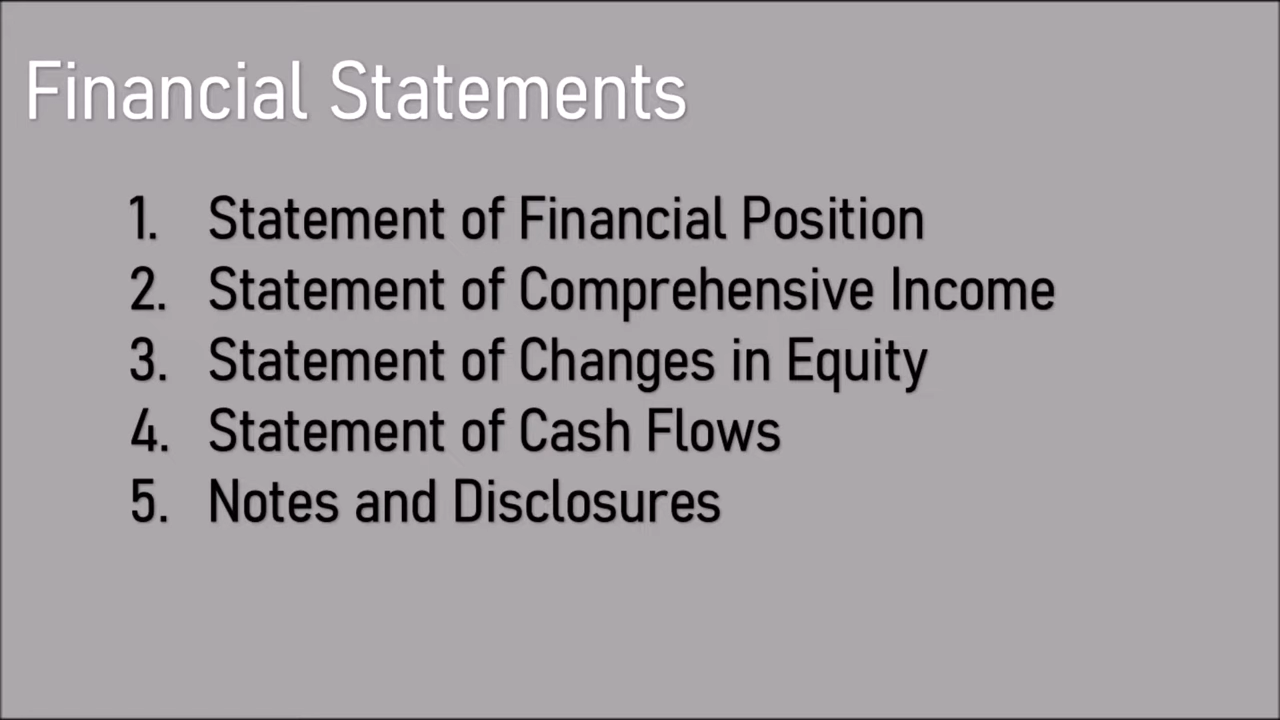 Financial Statements
1. Statement of Financial Position
2. Statement of Comprehensive Income
3. Statement of Changes in Equity
4. Statement of Cash Flows
5. Notes and Disclosures